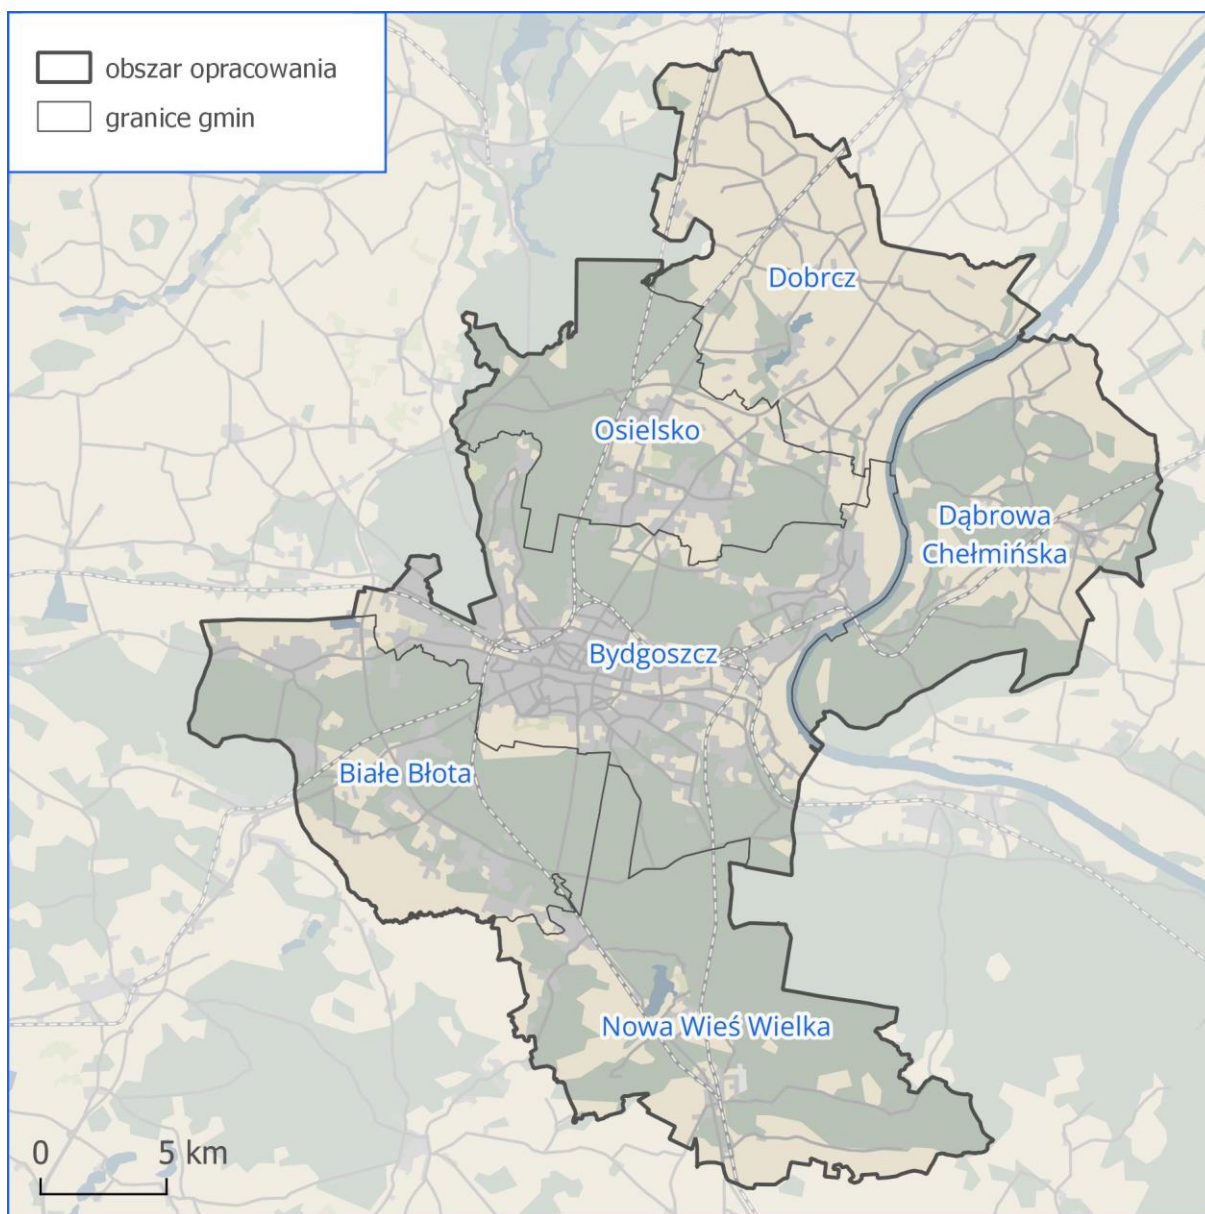 obszar opracowania
granice gmin
Dobrcz
Osielsko
Dąbrowa
Chełmińska
Bydgoszcz
Białe Błota
Nowa Wieś Wielka
0 5 km